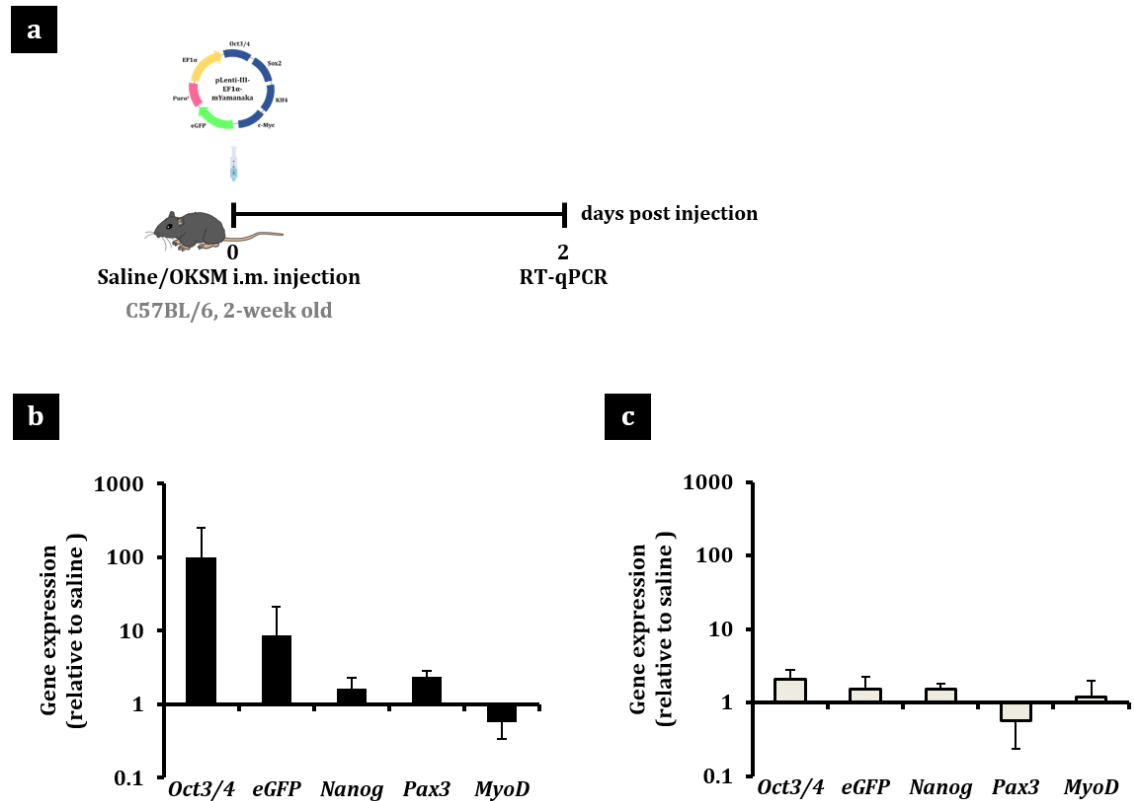 a
Oct3/4
EF1α
Sox2
pLenti-III-
EF1α-
mYamanaka
Puroʳ
Klf4
eGFP
c-Myc
days post injection
0
2
Saline/OKSM i.m. injection
RT-qPCR
C57BL/6, 2-week old
b
Gene expression
(relative to saline )
1000
100
10
1
0.1
Oct3/4 eGFP Nanog Pax3 MyoD
c
Gene expression
(relative to saline )
1000
100
10
1
0.1
Oct3/4 eGFP Nanog Pax3 MyoD